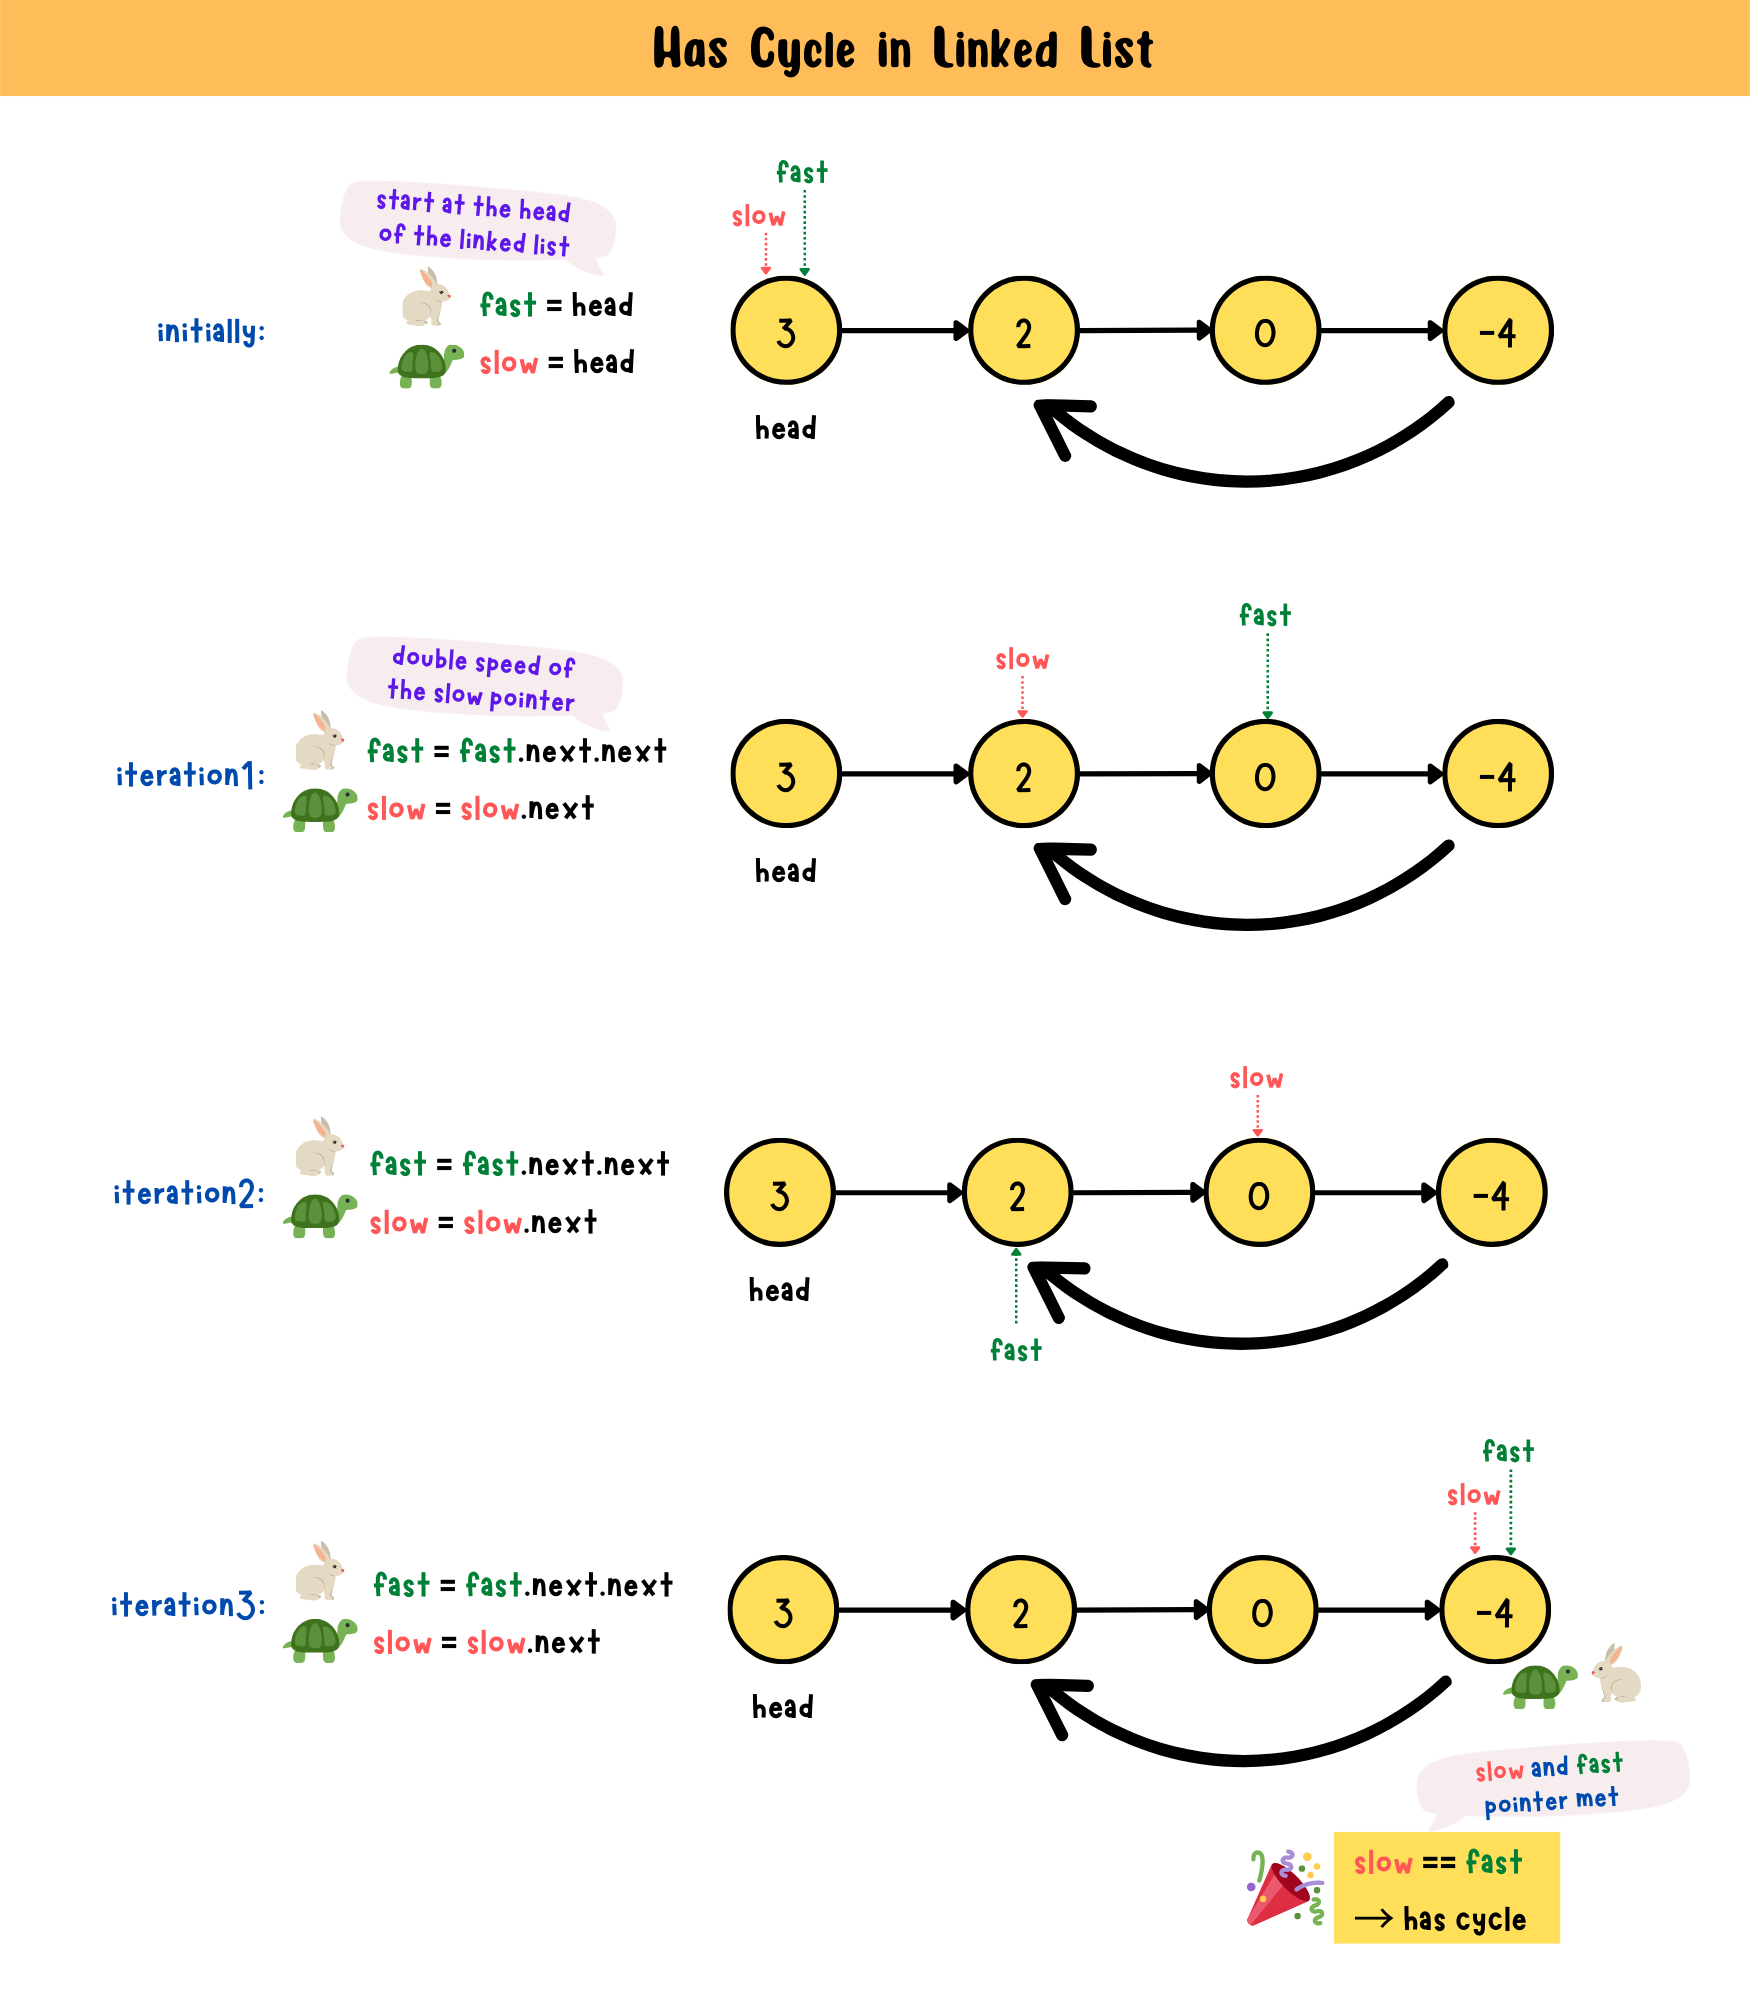 Has Cycle in Linked List
start at the head
of the linked list
initially:
fast = head
slow = head
slow
fast
3
2
0
-4
head
double speed of
the slow pointer
iteration1:
fast = fast.next.next
slow = slow.next
slow
fast
3
2
0
-4
head
iteration2:
fast = fast.next.next
slow = slow.next
slow
3
2
0
-4
head
fast
iteration3:
fast = fast.next.next
slow = slow.next
slow
fast
3
2
0
-4
head
slow and fast
pointer met
slow == fast
→ has cycle